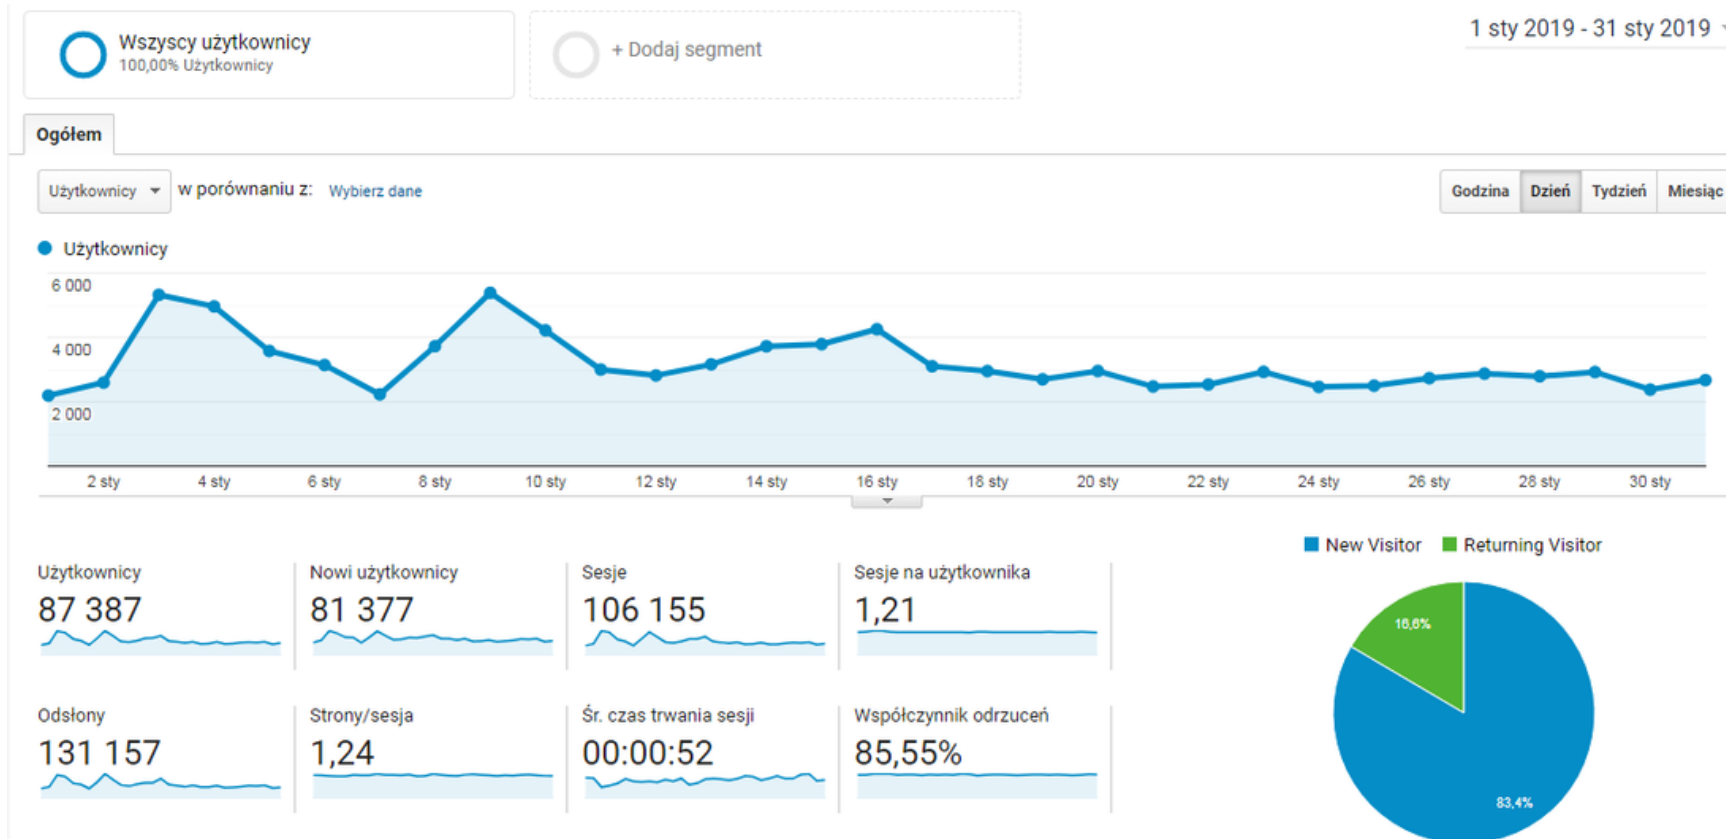 Wszyscy użytkownicy
100,00% Użytkownicy
+ Dodaj segment
1 sty 2019 - 31 sty 2019
Ogółem
Użytkownicy w porównaniu z: Wybierz dane
Godzina Dzień Tydzień Miesiąc
Użytkownicy
6 000
4 000
2 000
2 sty 4 sty 6 sty 8 sty 10 sty 12 sty 14 sty 16 sty 18 sty 20 sty 22 sty 24 sty 26 sty 28 sty 30 sty
New Visitor Returning Visitor
Użytkownicy Nowi użytkownicy Sesje Sesje na użytkownika
87 387 81 377 106 155 1,21
16,6%
Odsłony Strony/sesja Śr. czas trwania sesji Współczynnik odrzuceń
131 157 1,24 00:00:52 85,55%
83,4%